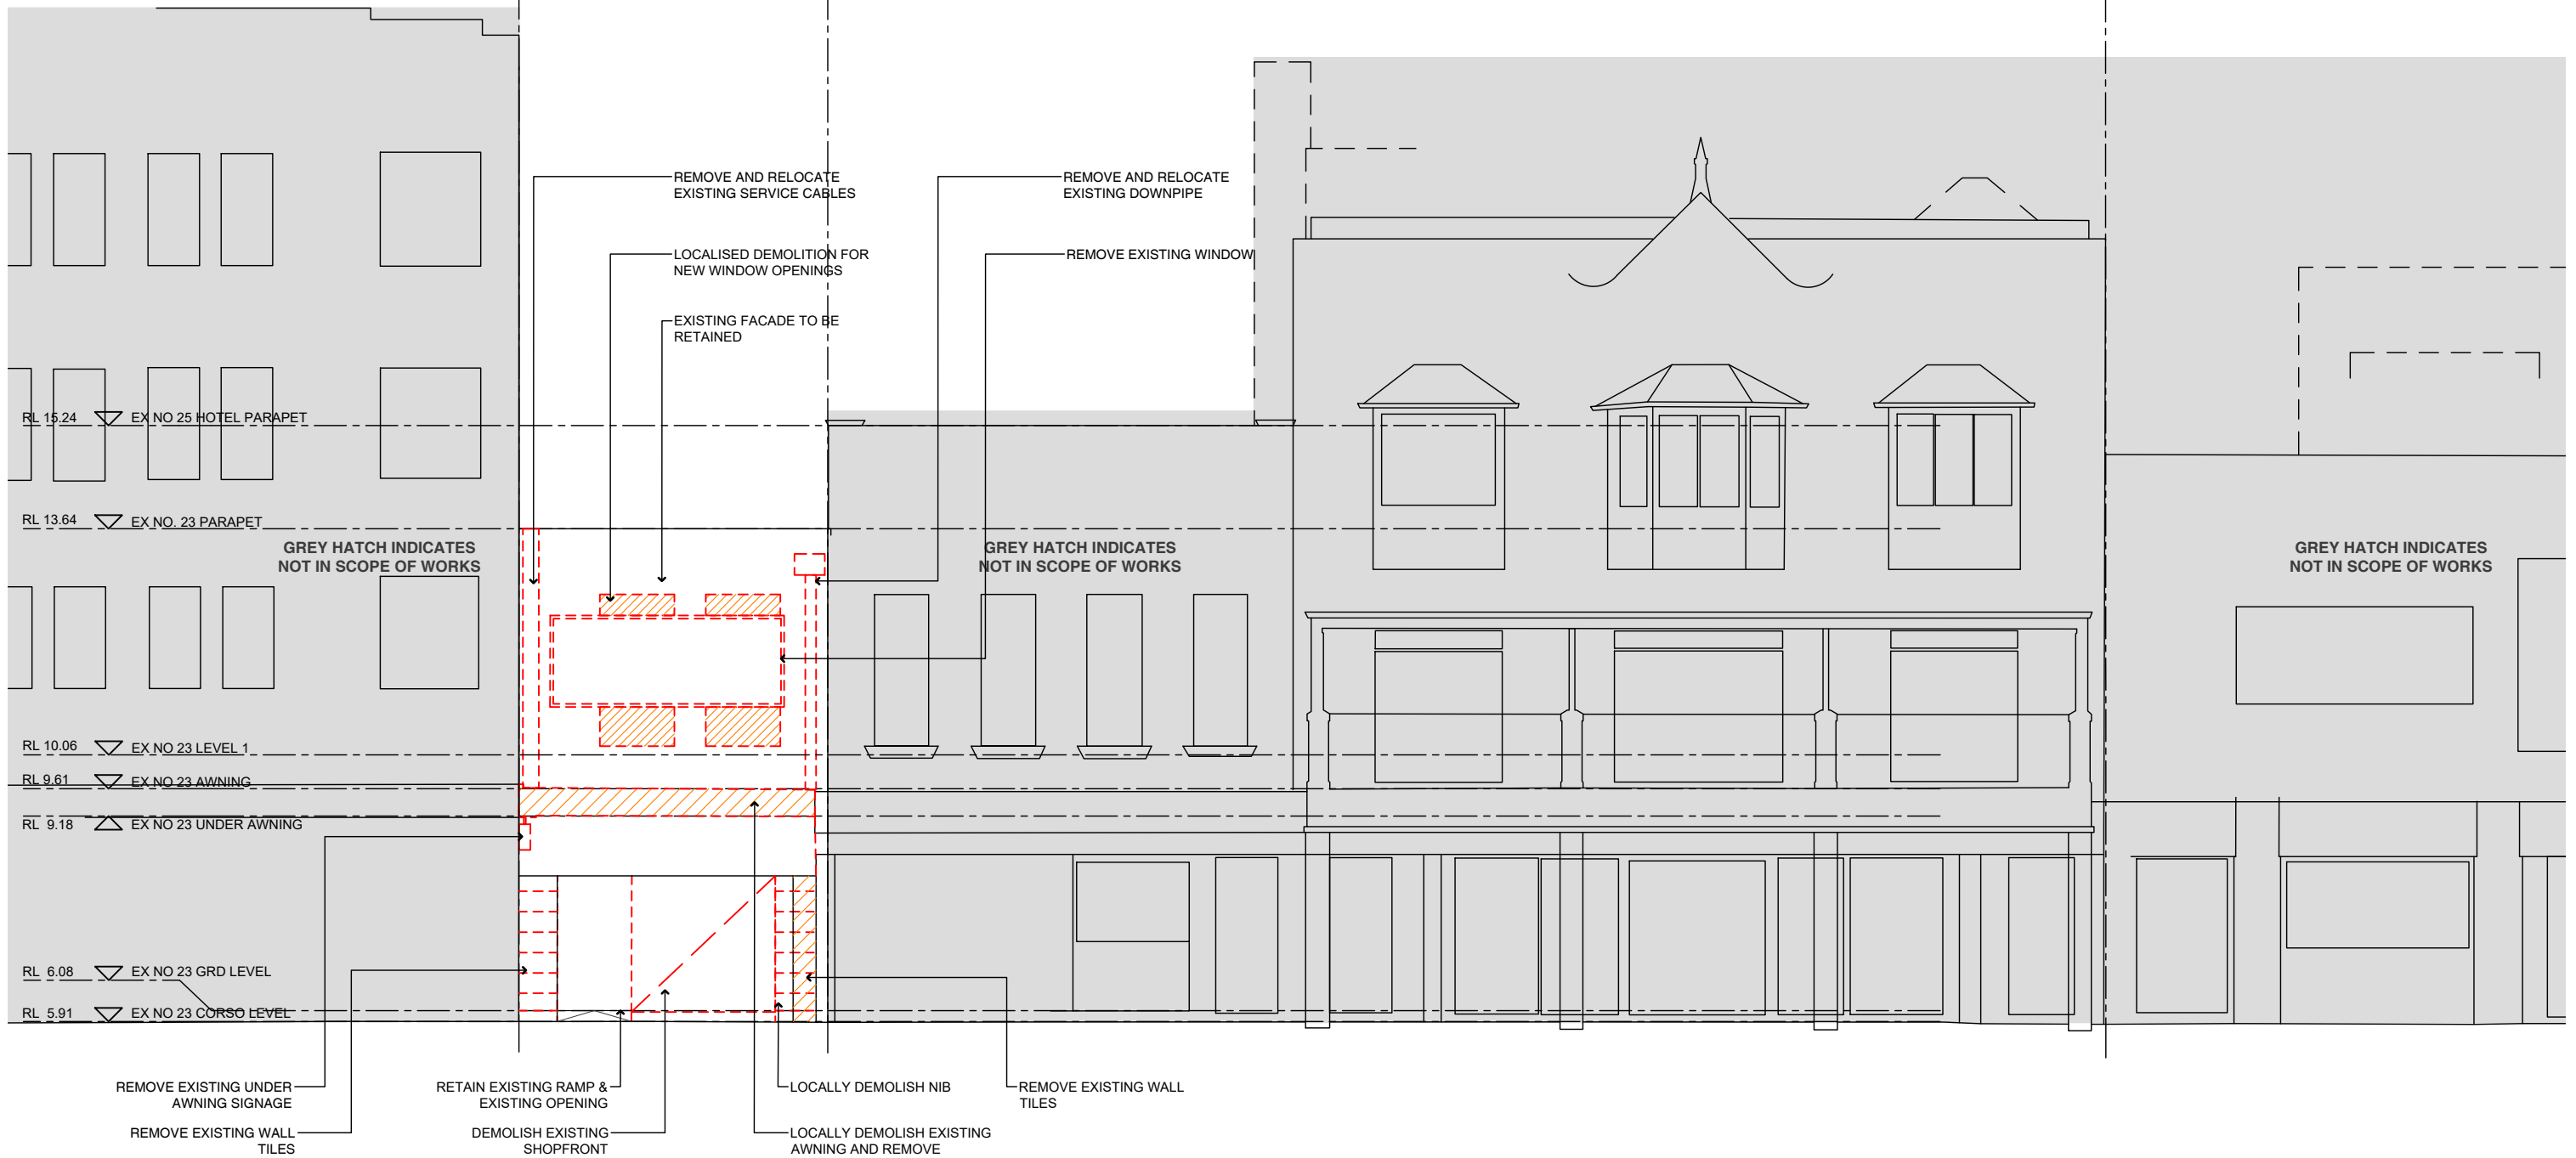 REMOVE AND RELOCATE
EXISTING SERVICE CABLES
REMOVE AND RELOCATE
EXISTING DOWNPIPE
LOCALISED DEMOLITION FOR
NEW WINDOW OPENINGS
REMOVE EXISTING WINDOW
EXISTING FACADE TO BE
RETAINED
RL 15.24 EX NO 25 HOTEL PARAPET
RL 13.64 EX NO. 23 PARAPET
GREY HATCH INDICATES
NOT IN SCOPE OF WORKS
GREY HATCH INDICATES
NOT IN SCOPE OF WORKS
GREY HATCH INDICATES
NOT IN SCOPE OF WORKS
RL 10.06 EX NO 23 LEVEL 1
RL 9.61 EX NO 23 AWNING
RL 9.18 EX NO 23 UNDER AWNING
RL 6.08 EX NO 23 GRD LEVEL
RL 5.91 EX NO 23 CORSO LEVEL
REMOVE EXISTING UNDER
AWNING SIGNAGE
RETAIN EXISTING RAMP &
EXISTING OPENING
LOCALLY DEMOLISH NIB
REMOVE EXISTING WALL
TILES
REMOVE EXISTING WALL
TILES
DEMOLISH EXISTING
SHOPFRONT
LOCALLY DEMOLISH EXISTING
AWNING AND REMOVE